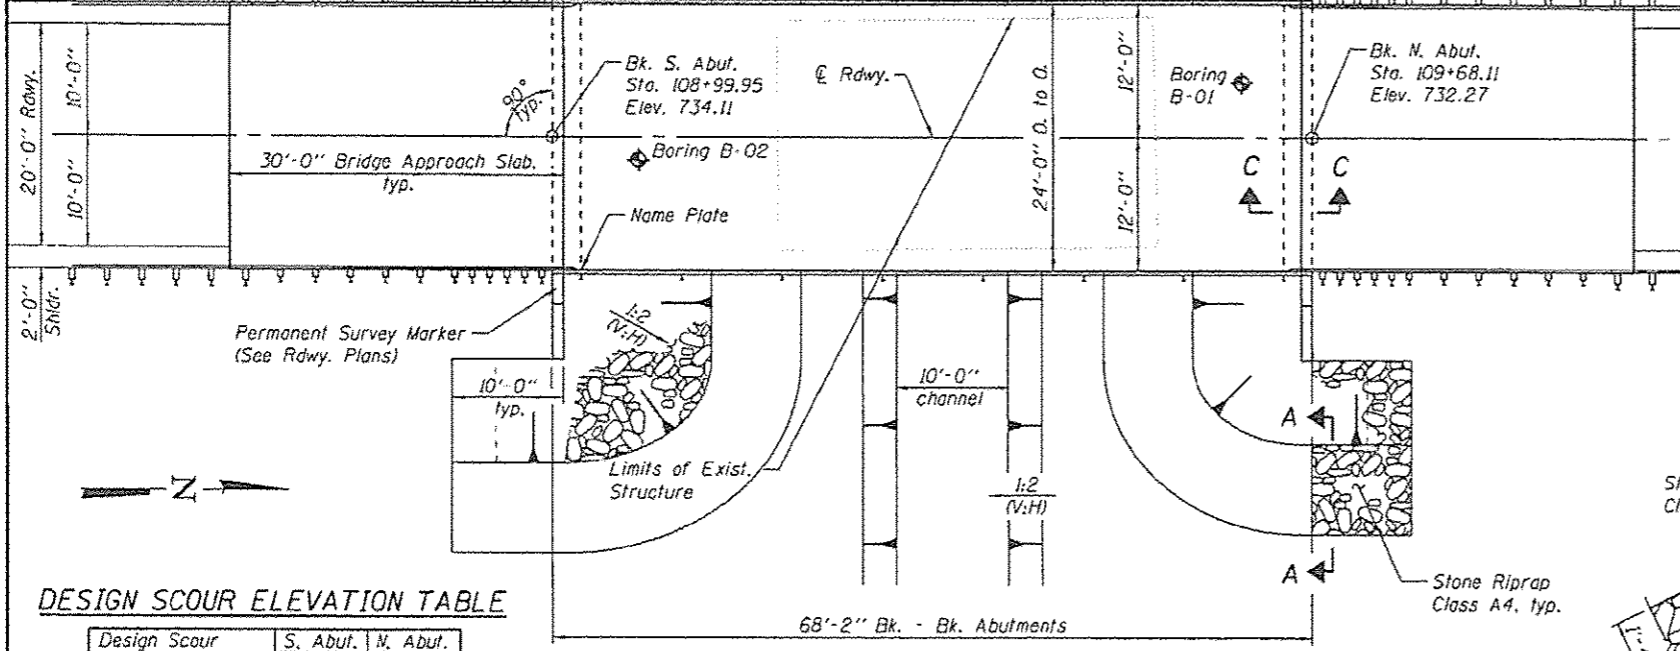 20'-0" Rdwy.
10'-0"
10'-0"
2'-0"
Shldr.
90°
typ.
Bk. S. Abut.
Sta. 108+99.95
Elev. 734.11
℄ Rdwy.
24'-0" O. to O.
12'-0"
12'-0"
Boring
B-01
Bk. N. Abut.
Sta. 109+68.11
Elev. 732.27
30'-0" Bridge Approach Slab.
typ.
Boring B-02
C
C
Name Plate
Permanent Survey Marker
(See Rdwy. Plans)
1:2
(V:H)
10'-0"
typ.
10'-0"
channel
A
Limits of Exist.
Structure
N
1:2
(V:H)
A
Stone Riprap
Class A4, typ.
DESIGN SCOUR ELEVATION TABLE
68'-2" Bk. - Bk. Abutments
Design Scour
S. Abut.
N. Abut.